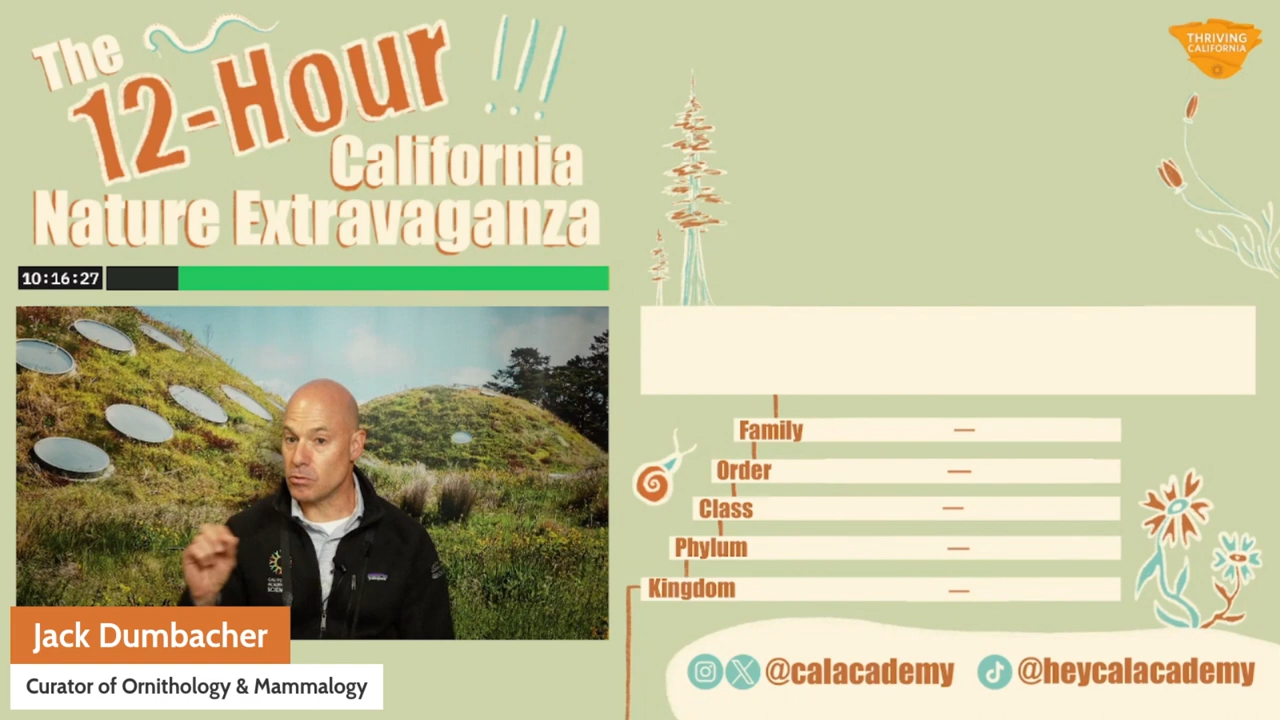 The
12-Hour
!!!
California
Nature Extravaganza
THRIVING
CALIFORNIA
10:16:27
Family —
Order —
Class —
Phylum —
Kingdom —
patagonia
Jack Dumbacher
Curator of Ornithology & Mammalogy
@calacademy
@heycalacademy